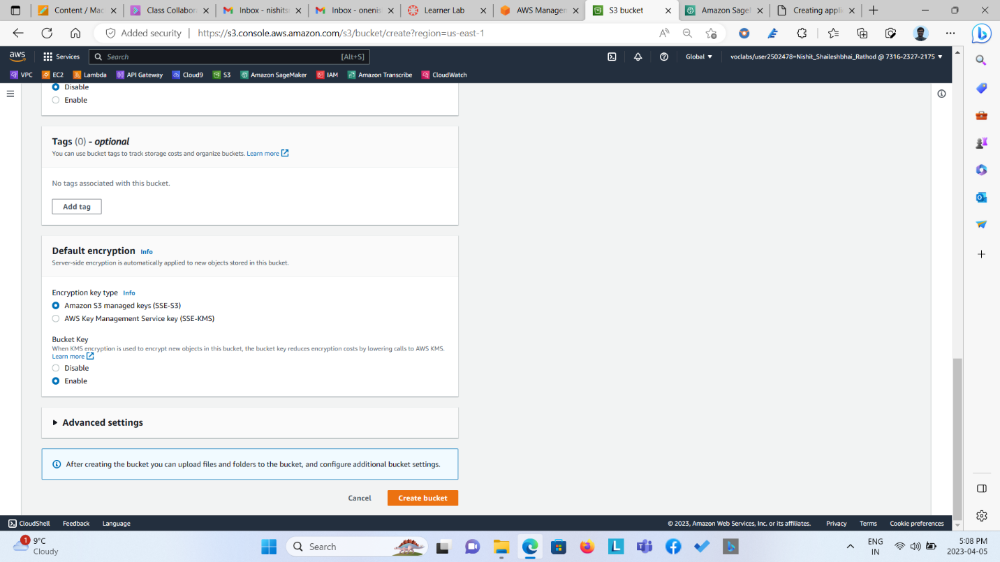 Content / Mac
Class Collabora
Inbox - nishits
Inbox - onenis
Learner Lab
AWS Managem
S3 bucket
Amazon Sagel
Creating appli
Added security
https://s3.console.aws.amazon.com/s3/bucket/create?region=us-east-1
aws
Services
Search
[Alt+S]
Global
voclabs/user2502478=Nishit_Shaileshbhai_Rathod @ 7316-2327-2175
VPC
EC2
Lambda
API Gateway
Cloud9
S3
Amazon SageMaker
IAM
Amazon Transcribe
CloudWatch
Disable
Enable
Tags (0) - optional
You can use bucket tags to track storage costs and organize buckets. Learn more
No tags associated with this bucket.
Add tag
Default encryption Info
Server-side encryption is automatically applied to new objects stored in this bucket.
Encryption key type Info
Amazon S3 managed keys (SSE-S3)
AWS Key Management Service key (SSE-KMS)
Bucket Key
When KMS encryption is used to encrypt new objects in this bucket, the bucket key reduces encryption costs by lowering calls to AWS KMS.
Learn more
Disable
Enable
Advanced settings
After creating the bucket you can upload files and folders to the bucket, and configure additional bucket settings.
Cancel
Create bucket
CloudShell
Feedback
Language
© 2023, Amazon Web Services, Inc. or its affiliates.
Privacy
Terms
Cookie preferences
1
9°C
Cloudy
Search
ENG
IN
5:08 PM
2023-04-05